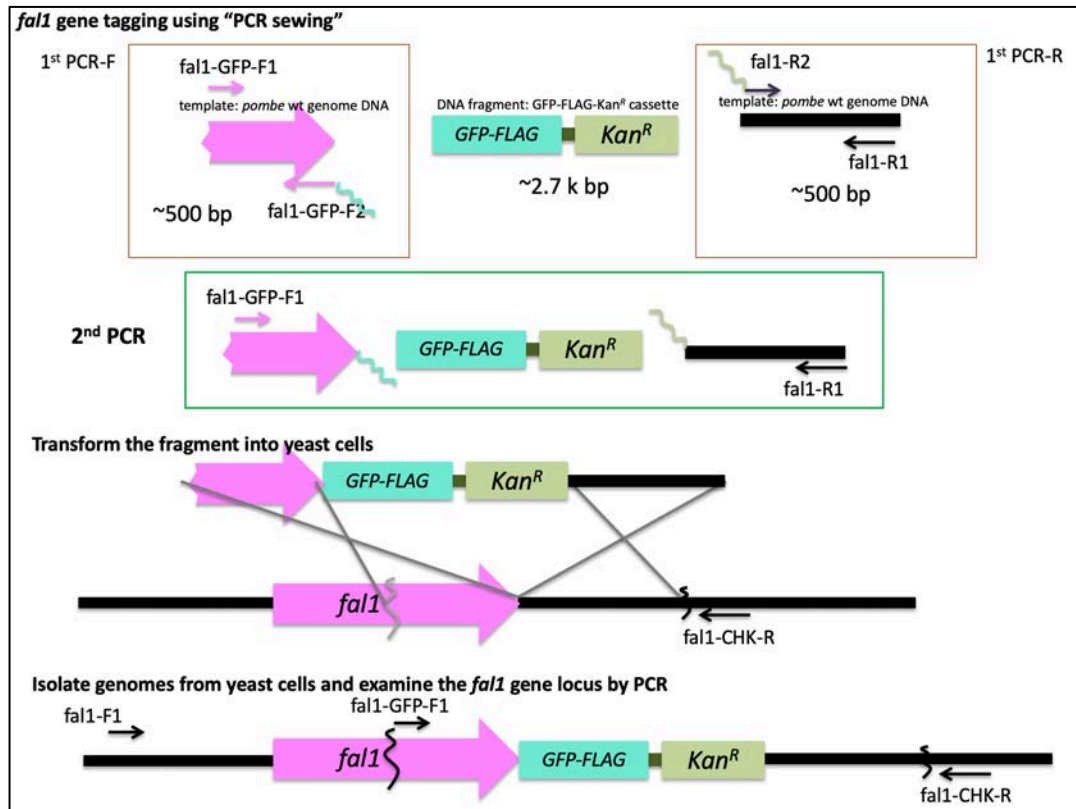 fal1 gene tagging using “PCR sewing”
1st PCR-F
fal1-GFP-F1
template: pombe wt genome DNA
~500 bp
fal1-GFP-F2
DNA fragment: GFP-FLAG-KanR cassette
GFP-FLAG
KanR
~2.7 k bp
1st PCR-R
fal1-R2
template: pombe wt genome DNA
fal1-R1
~500 bp
2nd PCR
fal1-GFP-F1
GFP-FLAG
KanR
fal1-R1
Transform the fragment into yeast cells
GFP-FLAG
KanR
fal1
fal1-CHK-R
Isolate genomes from yeast cells and examine the fal1 gene locus by PCR
fal1-F1
fal1-GFP-F1
fal1
GFP-FLAG
KanR
fal1-CHK-R